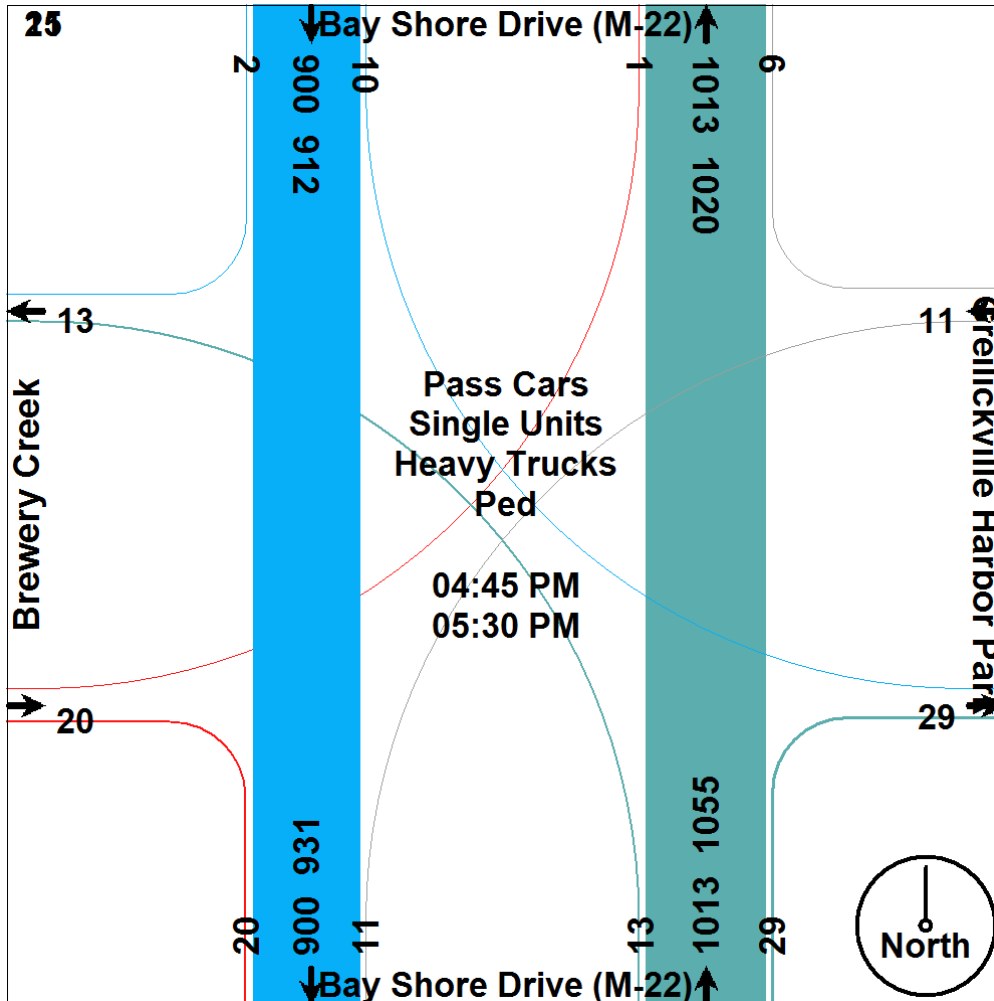 Bay Shore Drive (M-22)
2
900 912
10
1
1013 1020
6
13
11
Brewery Creek
Pass Cars
Single Units
Heavy Trucks
Ped
04:45 PM
05:30 PM
Harbor
20
29
20
900 931
11
13
1013 1055
29
North
Bay Shore Drive (M-22)